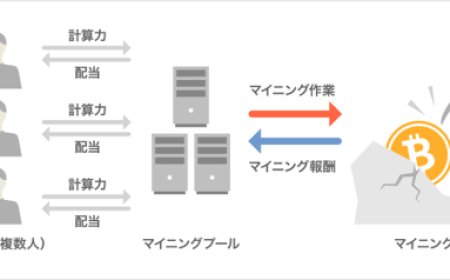 計算力
配当
マイニング作業
計算力
配当
マイニング報酬
計算力
配当
複数人）
マイニングプール
マイニング